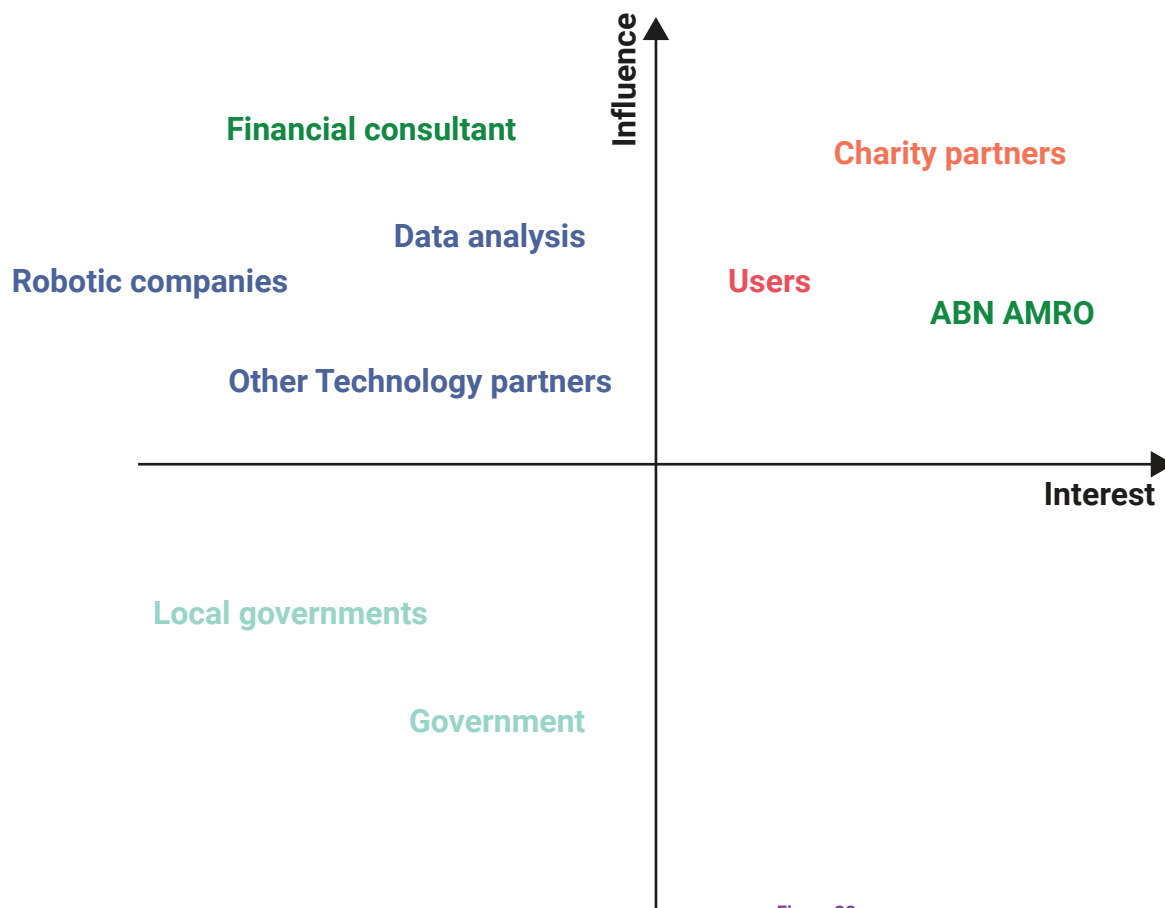 Influence
Financial consultant
Charity partners
Data analysis
Robotic companies
Users
ABN AMRO
Other Technology partners
Interest
Local governments
Government